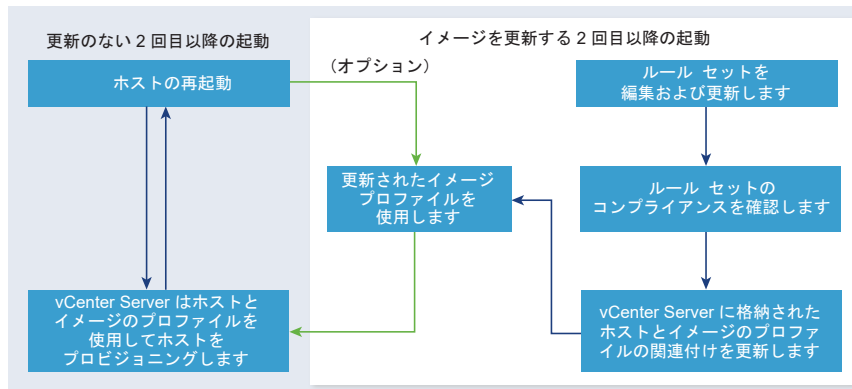 更新のない 2 回目以降の起動
イメージを更新する 2 回目以降の起動
ホストの再起動
(オプション)
ルール セットを
編集および更新します
更新されたイメージ
プロファイルを
使用します
ルール セットの
コンプライアンスを確認します
vCenter Server はホストと
イメージのプロファイルを
使用してホストを
プロビジョニングします
vCenter Server に格納された
ホストとイメージのプロファ
イルの関連付けを更新します